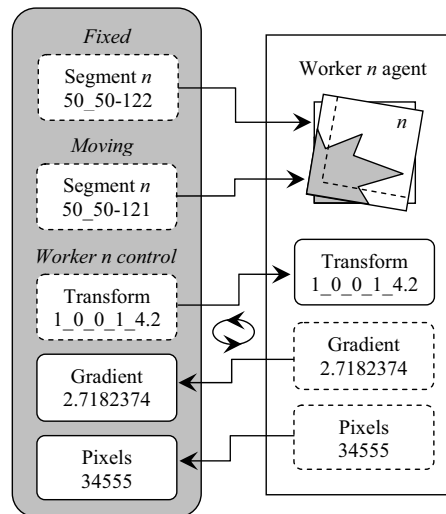 Fixed
Segment n
50_50-122
Moving
Segment n
50_50-121
Worker n control
Transform
1_0_0_1_4.2
Gradient
2.7182374
Pixels
34555
Worker n agent
n
Transform
1_0_0_1_4.2
Gradient
2.7182374
Pixels
34555